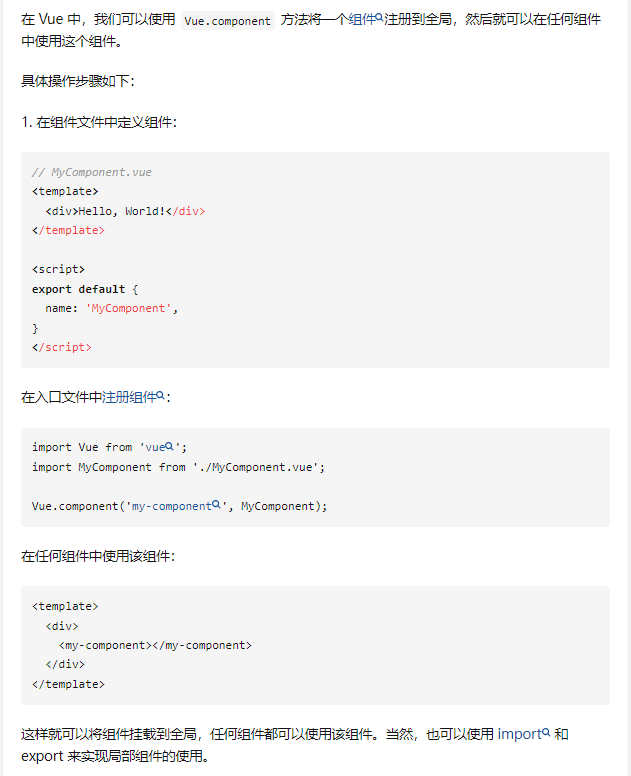 在 Vue 中，我们可以使用 Vue.component 方法将一个组件注册到全局，然后就可以在任何组件
中使用这个组件。
具体操作步骤如下：
1. 在组件文件中定义组件：
// MyComponent.vue
<template>
  <div>Hello, World!</div>
</template>

<script>
export default {
  name: 'MyComponent',
}
</script>
在入口文件中注册组件：
import Vue from 'vue';
import MyComponent from './MyComponent.vue';

Vue.component('my-component', MyComponent);
在任何组件中使用该组件：
<template>
  <div>
    <my-component></my-component>
  </div>
</template>
这样就可以将组件挂载到全局，任何组件都可以使用该组件。当然，也可以使用 import 和
export 来实现局部组件的使用。